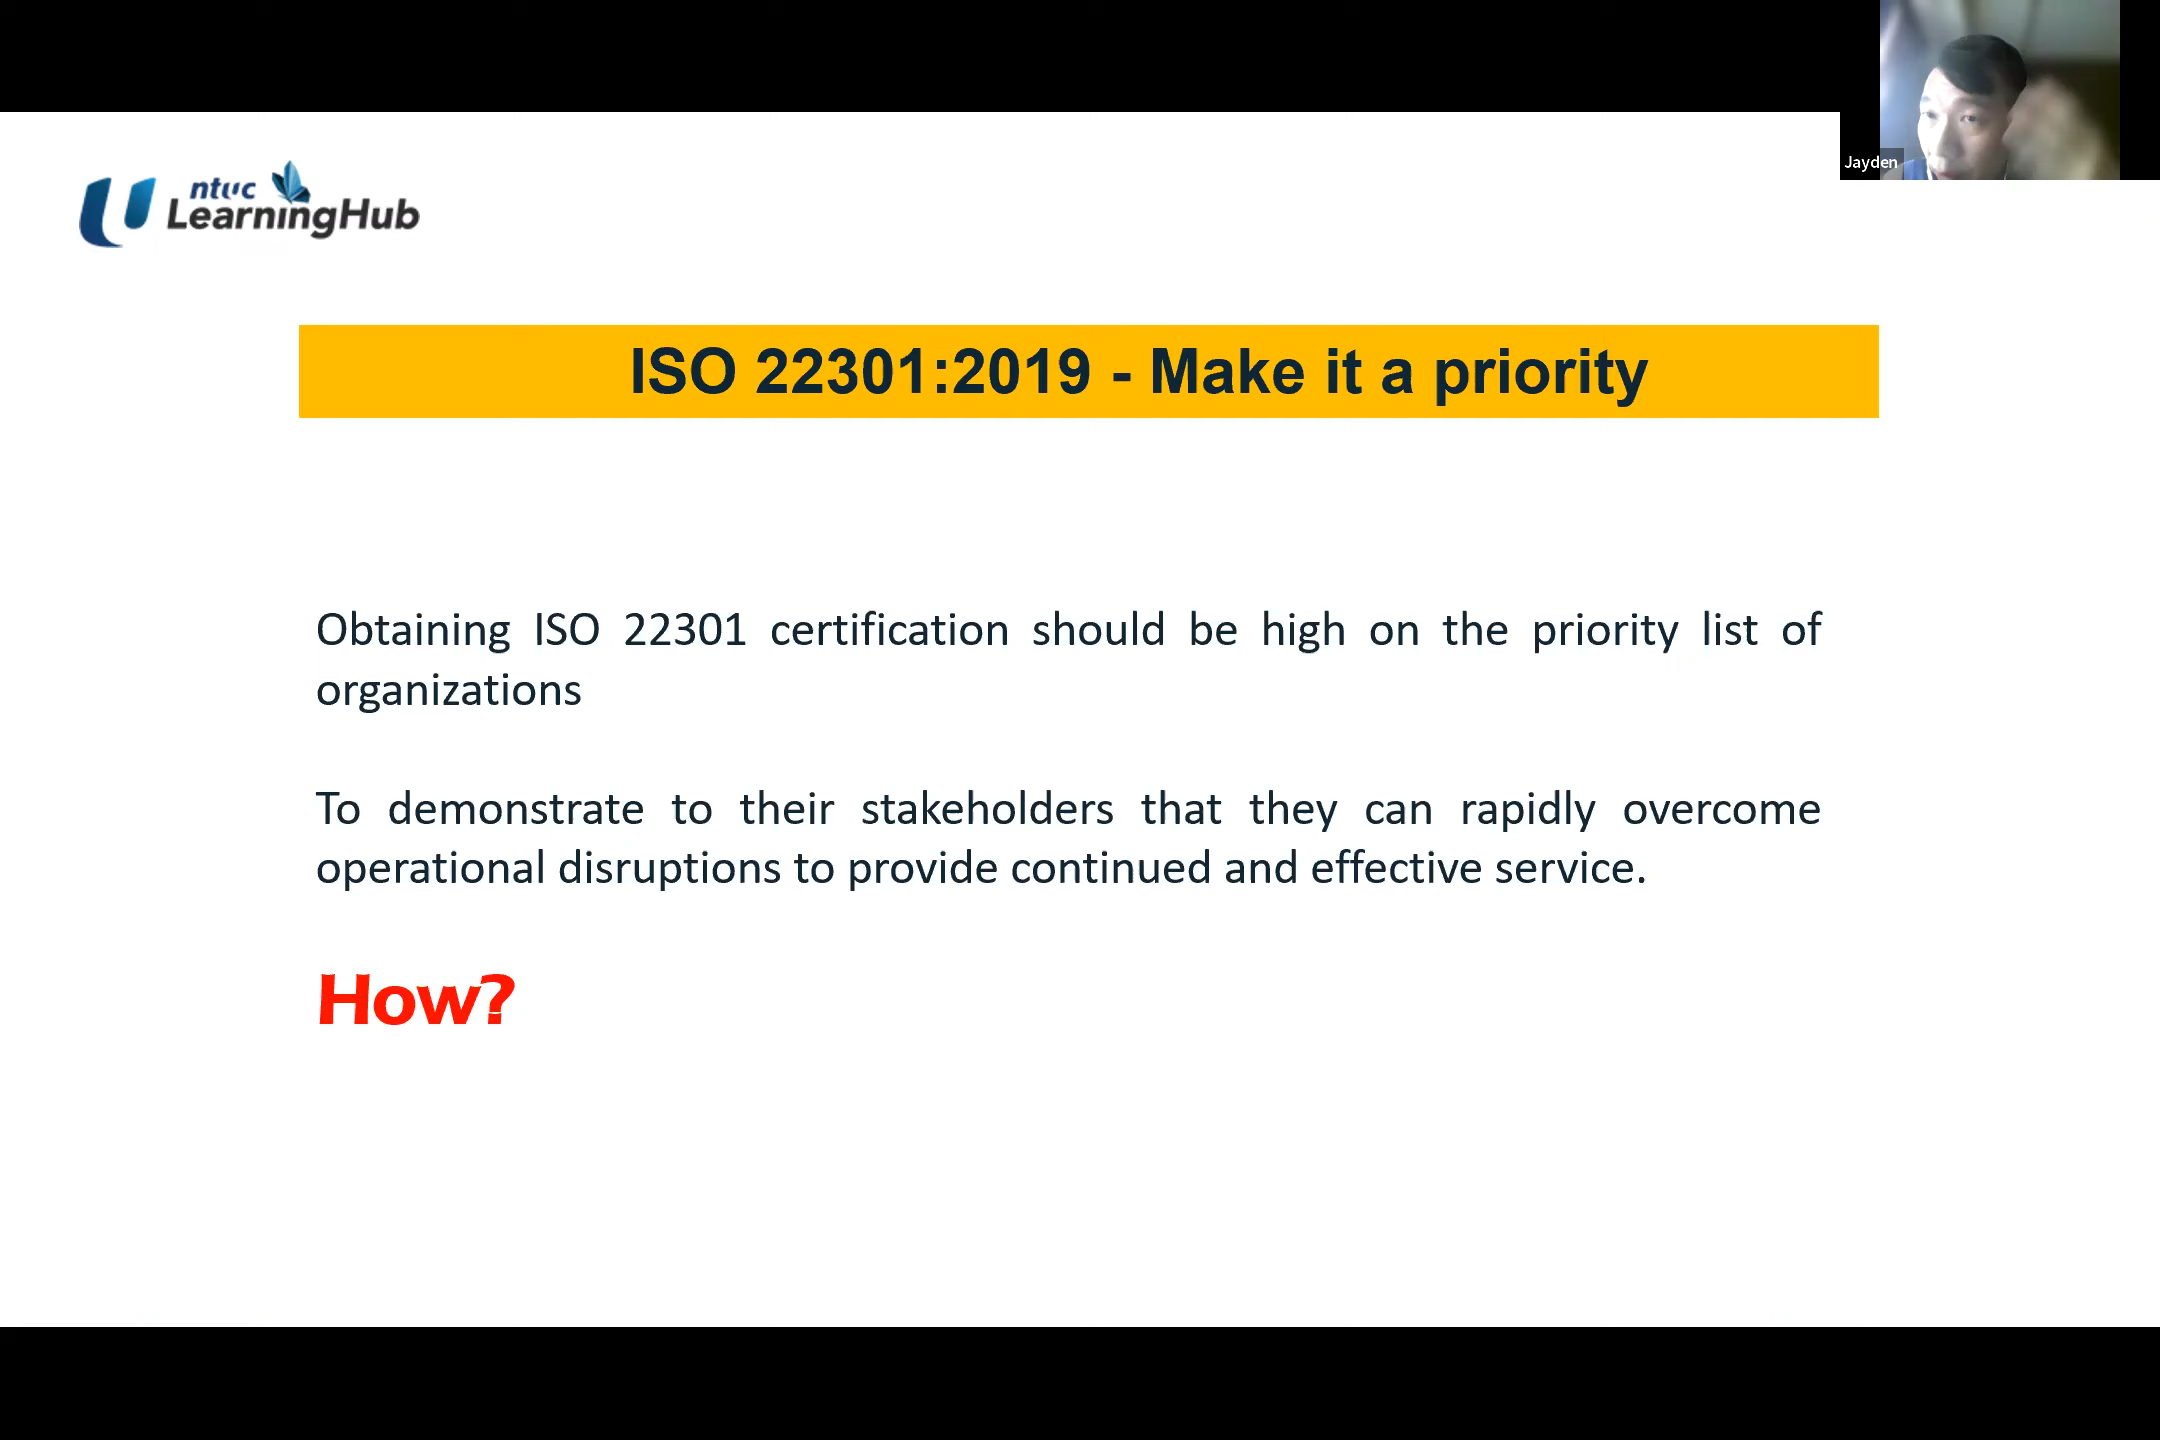 Jayden
ntuc
LearningHub
ISO 22301:2019 - Make it a priority
Obtaining ISO 22301 certification should be high on the priority list of
organizations
To demonstrate to their stakeholders that they can rapidly overcome
operational disruptions to provide continued and effective service.
How?